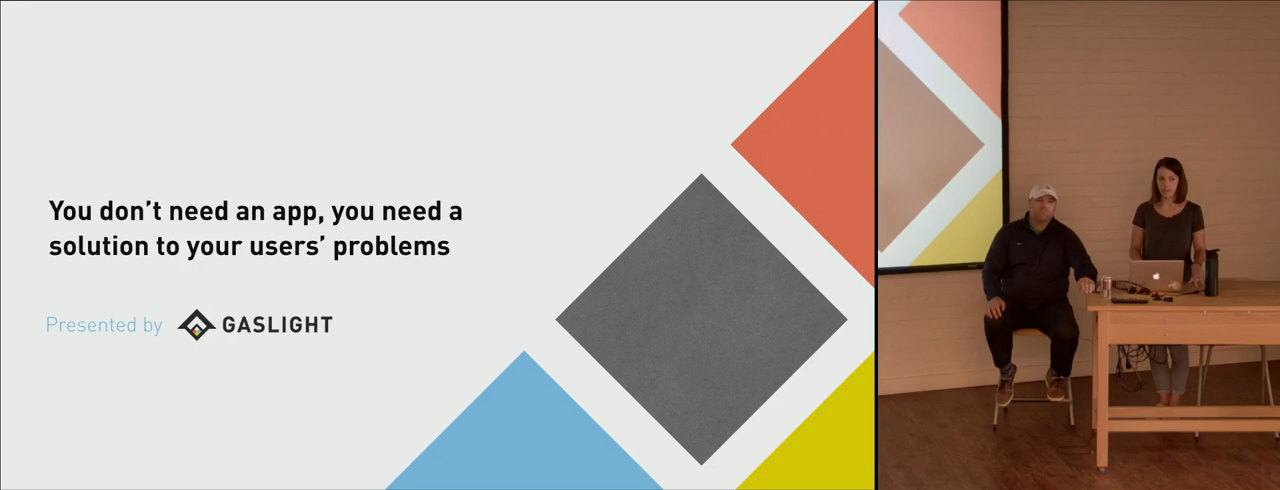 You don’t need an app, you need a
solution to your users’ problems
Presented by GASLIGHT